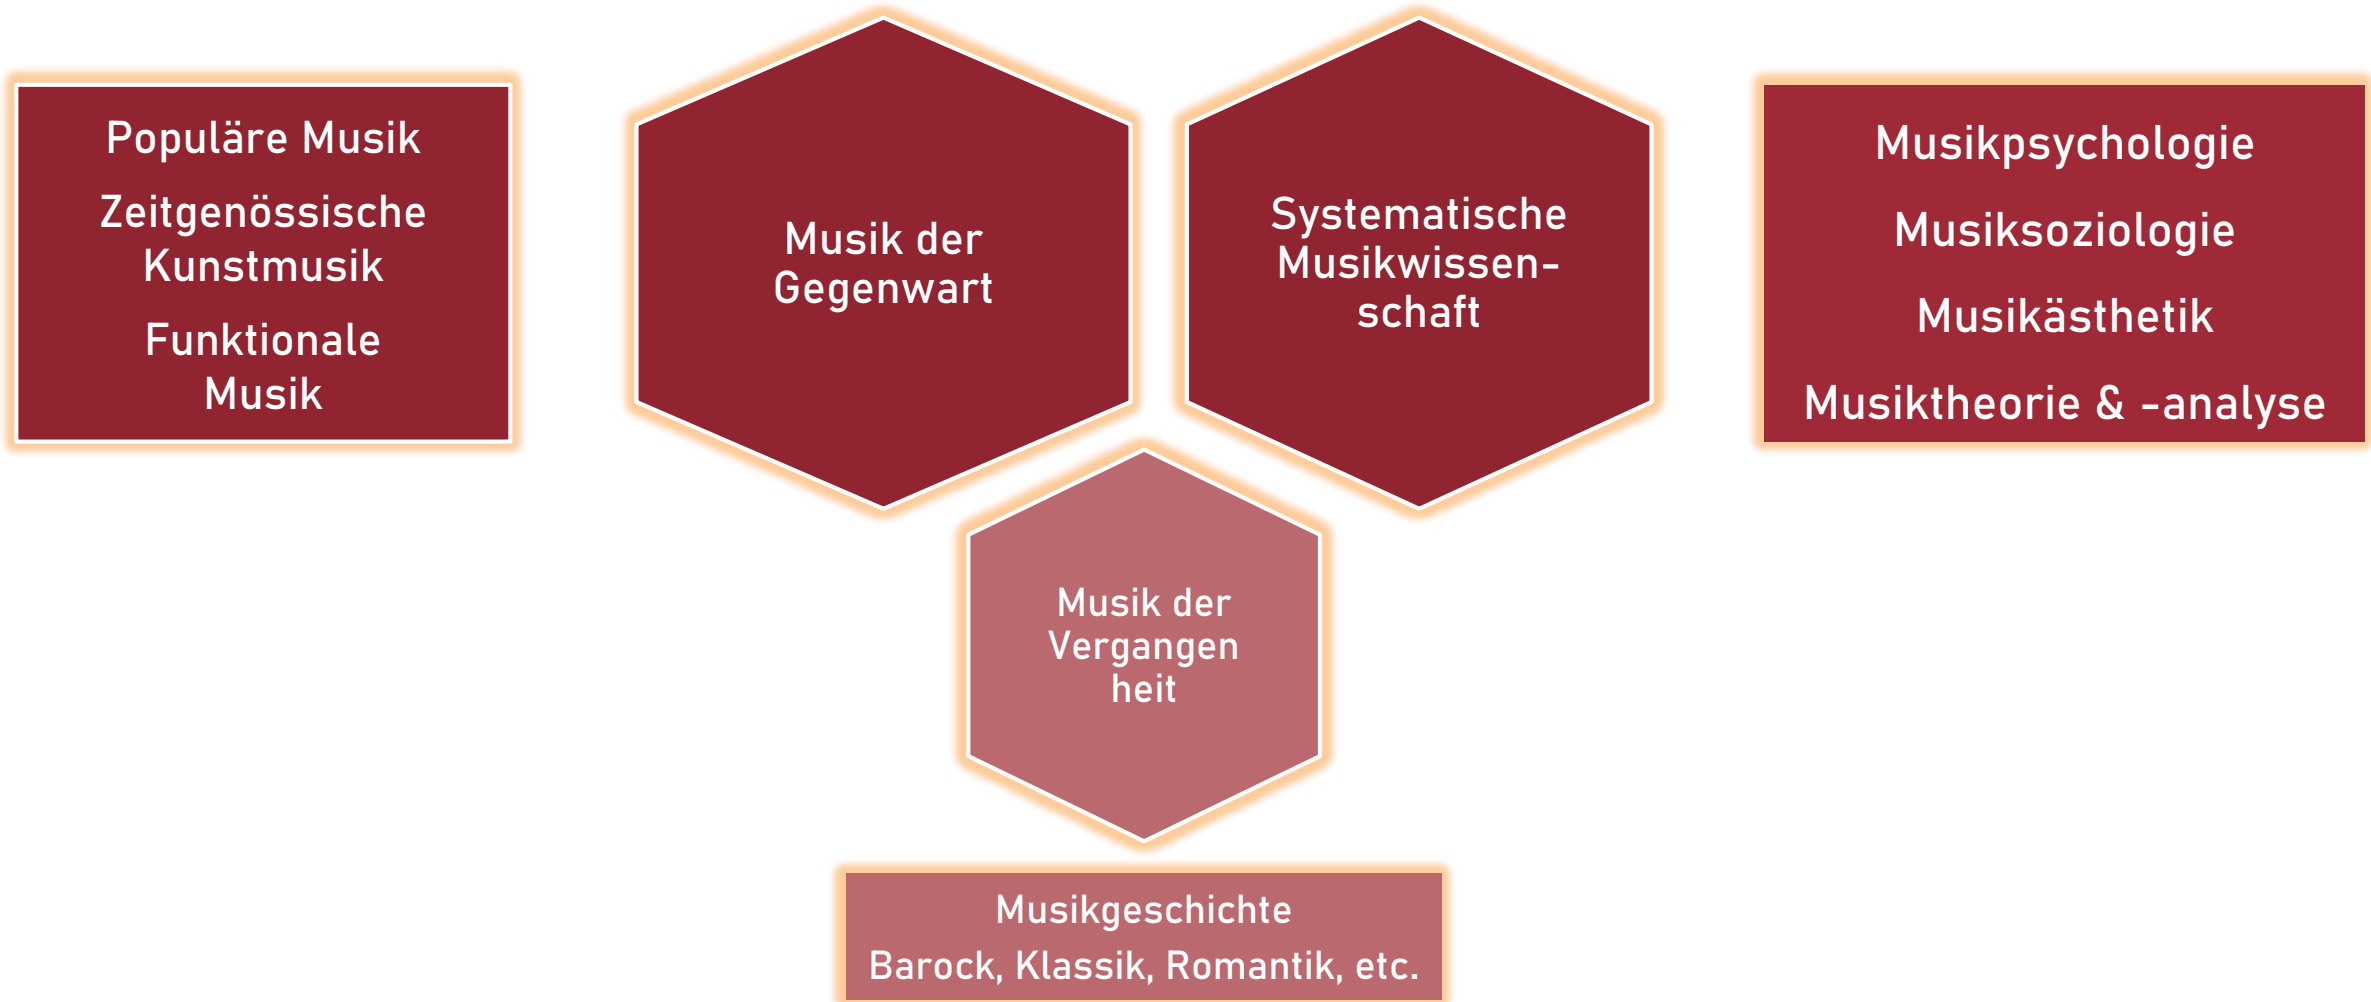 Populäre Musik
Zeitgenössische
Kunstmusik
Funktionale
Musik
Musik der
Gegenwart
Systematische
Musikwissen-
schaft
Musikpsychologie
Musiksoziologie
Musikästhetik
Musiktheorie & -analyse
Musik der
Vergangen
heit
Musikgeschichte
Barock, Klassik, Romantik, etc.